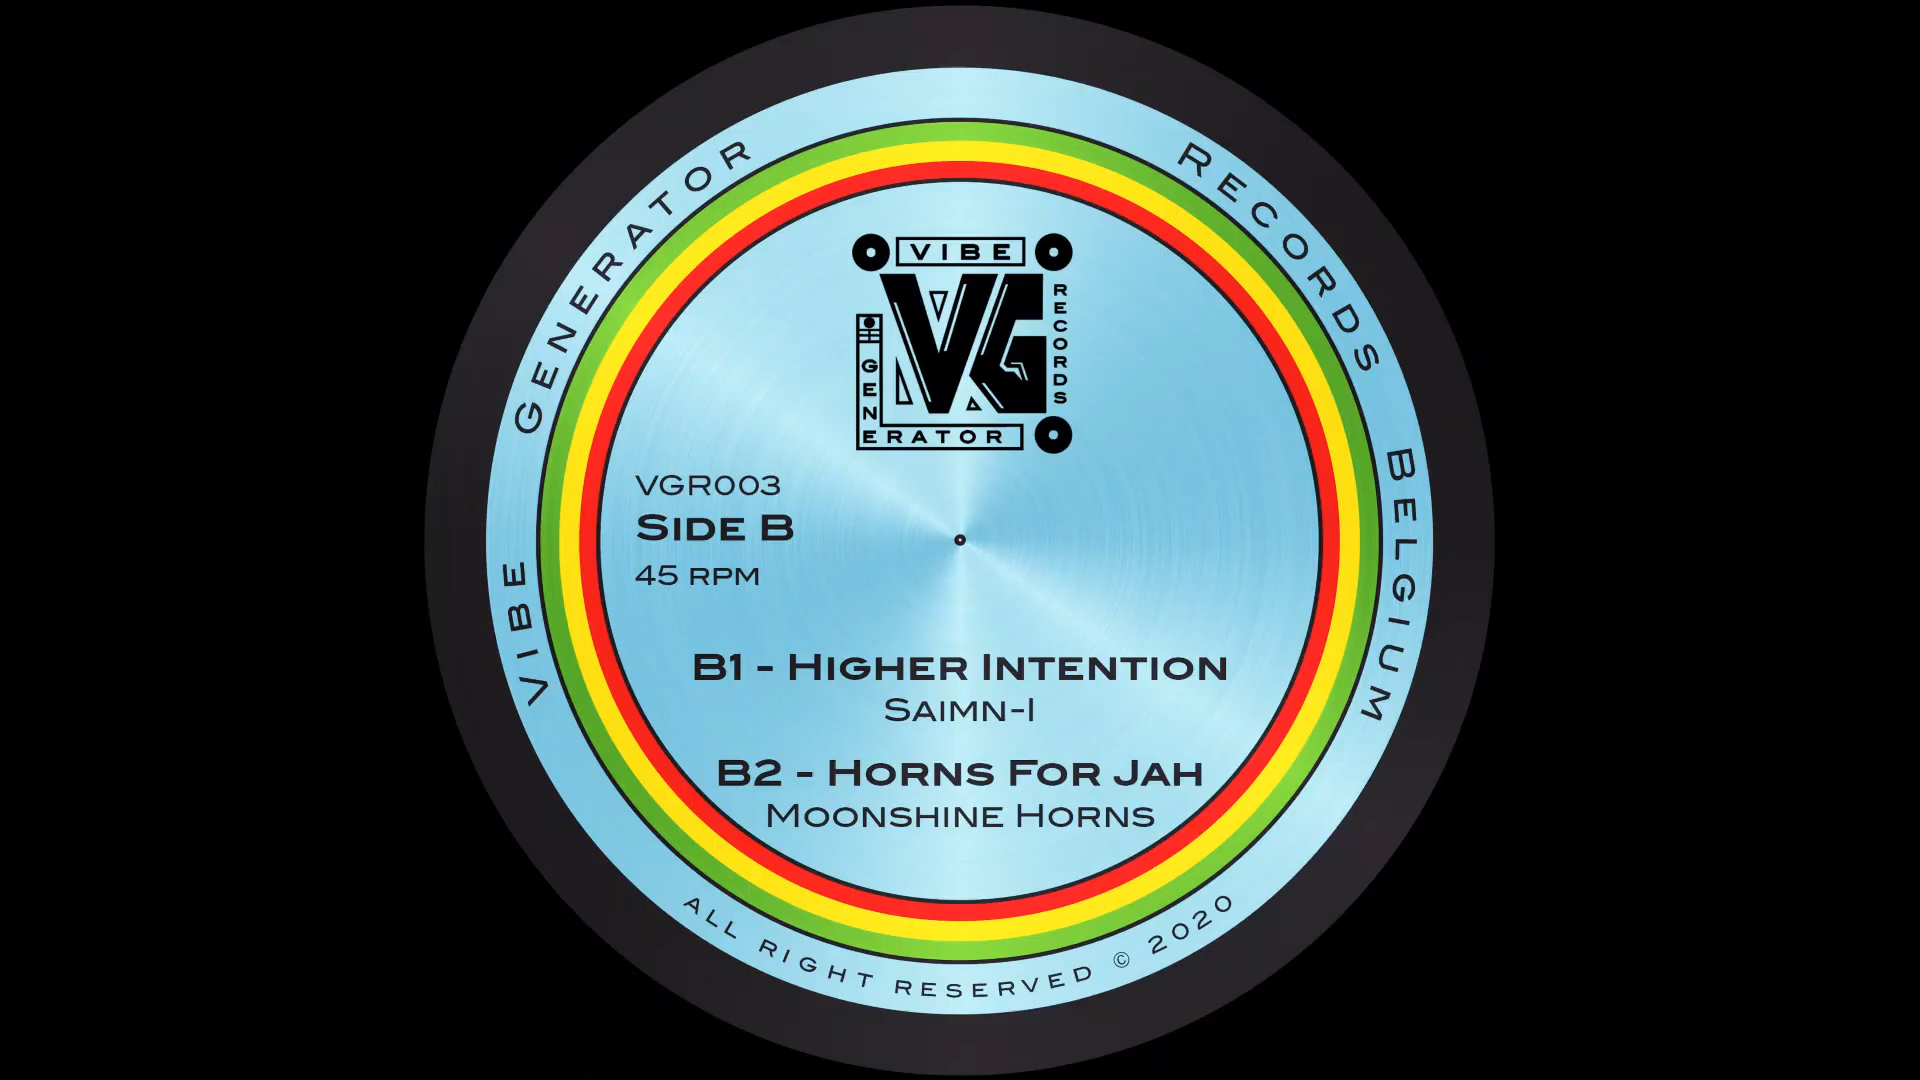 Vibe Generator Records Belgium
VIBE
RECORDS
VG
GENERATOR
VGR003
Side B
45 rpm
B1 - Higher Intention
Saimn-I
B2 - Horns For Jah
Moonshine Horns
all right reserved © 2020